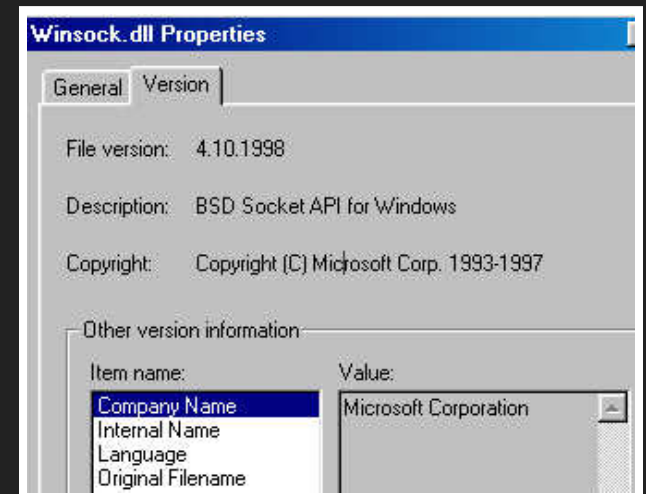 Winsock.dll Properties
General Version
File version: 4.10.1998
Description: BSD Socket API for Windows
Copyright: Copyright (C) Microsoft Corp. 1993-1997
Other version information
Item name: Value:
Company Name Microsoft Corporation
Internal Name
Language
Original Filename